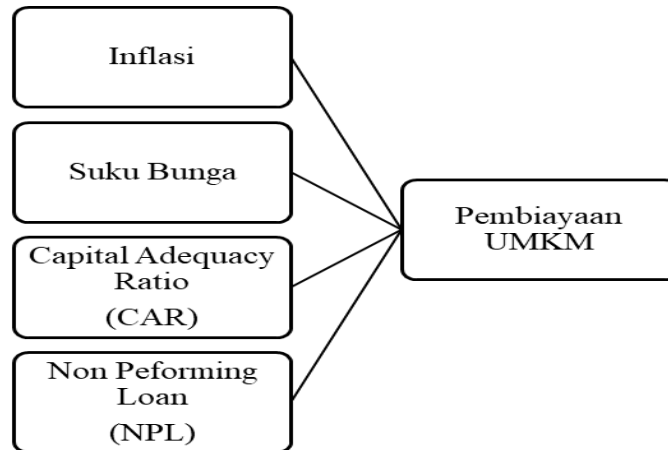 Inflasi
Suku Bunga
Capital Adequacy
Ratio
(CAR)
Non Peforming
Loan
(NPL)
Pembiayaan
UMKM